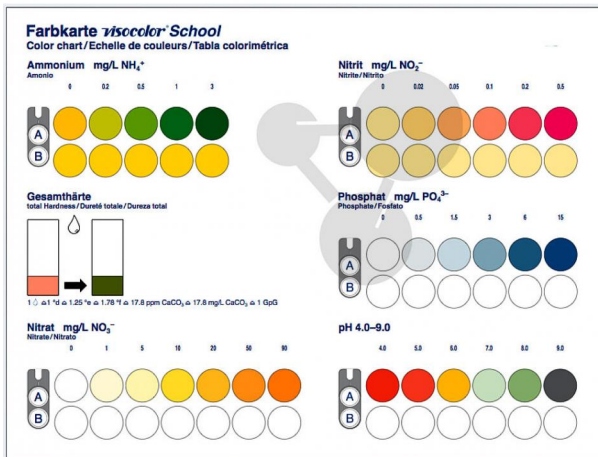 Farbkarte VISOCOLOR® School
Color chart/Echelle de couleurs/Tabla colorimétrica
Ammonium mg/L NH₄⁺
Amonio
0 0.2 0.5 1 3
A
B
Nitrit mg/L NO₂⁻
Nitrite/Nitrito
0 0.02 0.05 0.1 0.2 0.5
A
B
Gesamthärte
total Hardness/Dureté totale/Dureza total
1 ≙ 1 °d ≙ 1.25 °e ≙ 1.78 °f ≙ 17.8 ppm CaCO₃ ≙ 17.8 mg/L CaCO₃ ≙ 1 GpG
Phosphat mg/L PO₄³⁻
Phosphate/Fosfato
0 0.5 1.5 3 6 15
A
B
Nitrat mg/L NO₃⁻
Nitrate/Nitrato
0 1 5 10 20 50 90
A
B
pH 4.0–9.0
4.0 5.0 6.0 7.0 8.0 9.0
A
B